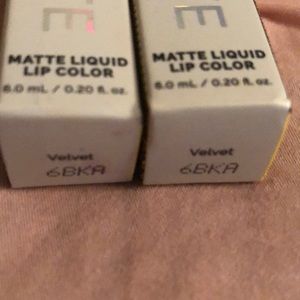 E
MATTE LIQUID
LIP COLOR
6.0 mL / 0.20 fl. oz.
Velvet
6BKA
E
MATTE LIQUID
LIP COLOR
6.0 mL / 0.20 fl. oz.
Velvet
6BKA